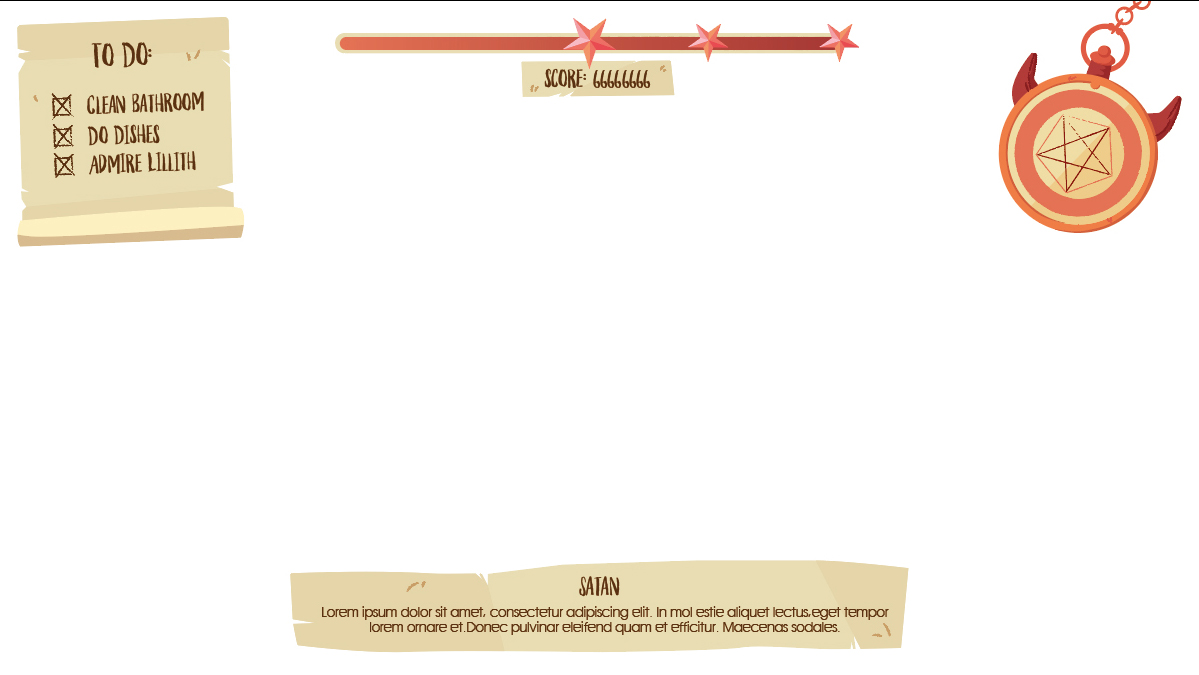 TO DO:
CLEAN BATHROOM
DO DISHES
ADMIRE LILLITH
SCORE: 66666666
SATAN
Lorem ipsum dolor sit amet, consectetur adipiscing elit. In mol estie aliquet lectus,eget tempor
lorem ornare et.Donec pulvinar eleifend quam et efficitur. Maecenas sodales.